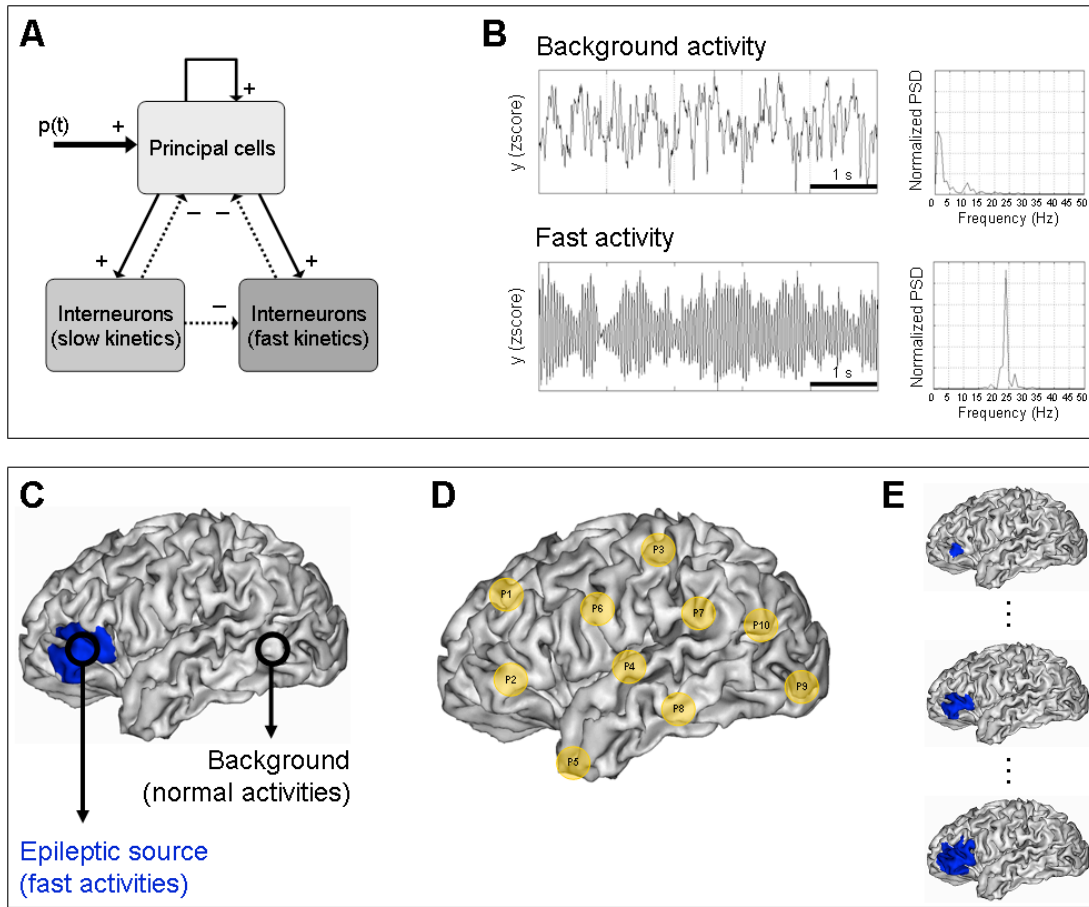 A
p(t)
+
+
Principal cells
– –
+
+
Interneurons
(slow kinetics)
–
Interneurons
(fast kinetics)
B
Background activity
y (zscore)
1 s
Normalized PSD
0 5 10 15 20 25 30 35 40 45 50
Frequency (Hz)
Fast activity
y (zscore)
1 s
Normalized PSD
0 5 10 15 20 25 30 35 40 45 50
Frequency (Hz)
C
Background
(normal activities)
Epileptic source
(fast activities)
D
P3
P1
P6
P7
P10
P4
P2
P9
P8
P5
E